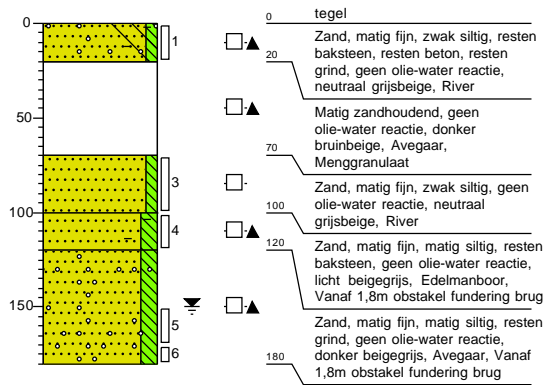 0
50
100
150
1
3
4
5
6
0
tegel
Zand, matig fijn, zwak siltig, resten
baksteen, resten beton, resten
grind, geen olie-water reactie,
neutraal grijsbeige, River
20
Matig zandhoudend, geen
olie-water reactie, donker
bruinbeige, Avegaar,
Menggranulaat
70
Zand, matig fijn, zwak siltig, geen
olie-water reactie, neutraal
grijsbeige, River
100
Zand, matig fijn, matig siltig, resten
baksteen, geen olie-water reactie,
licht beigegrijs, Edelmanboor,
Vanaf 1,8m obstakel fundering brug
120
Zand, matig fijn, matig siltig, resten
grind, geen olie-water reactie,
donker beigegrijs, Avegaar, Vanaf
1,8m obstakel fundering brug
180